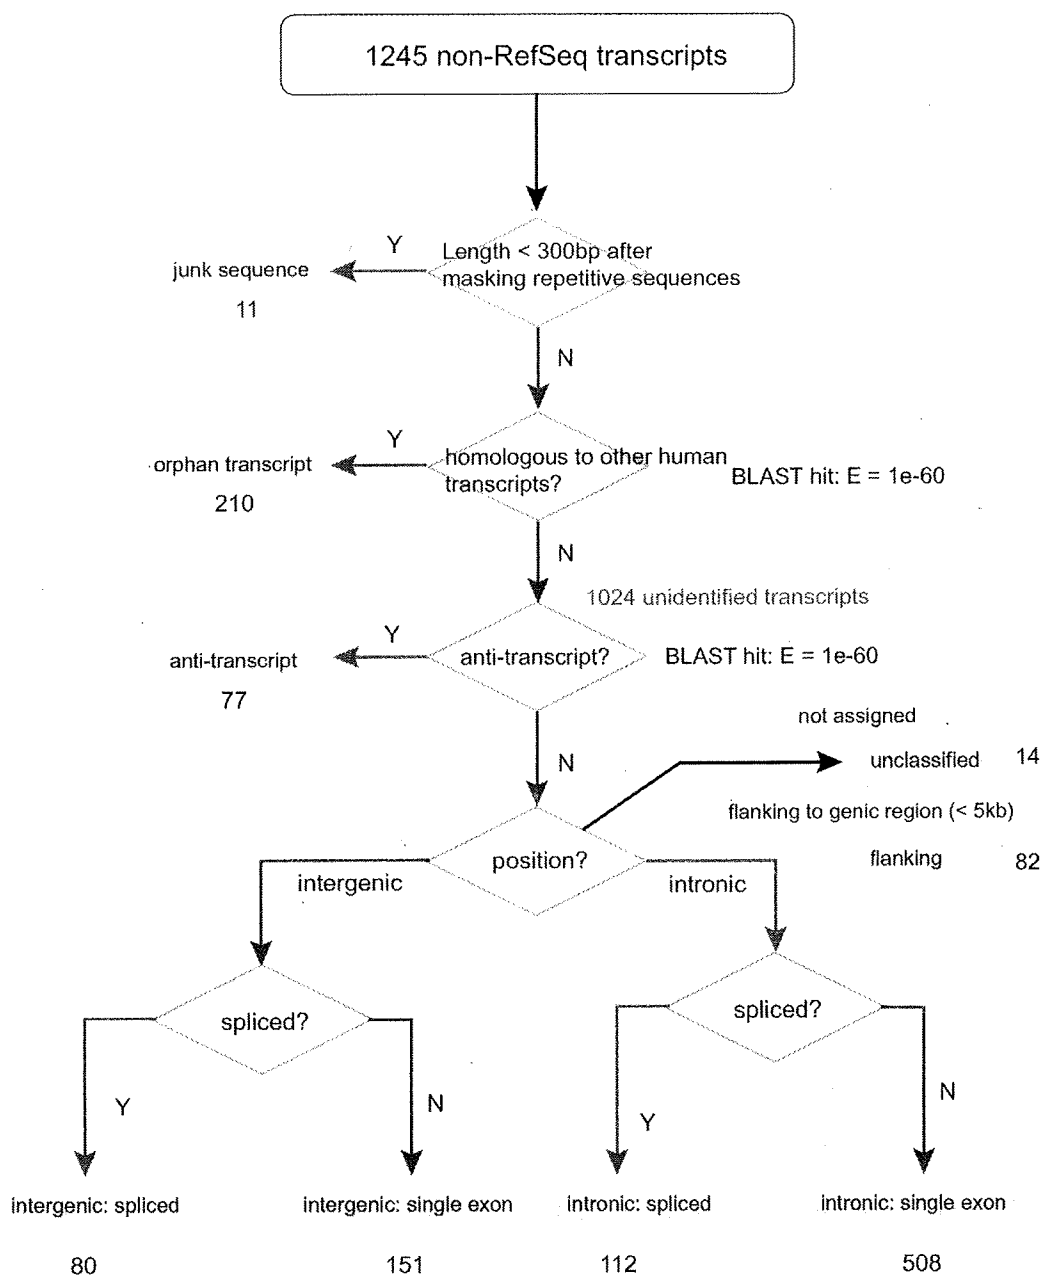 1245 non-RefSeq transcripts
Y
Length < 300bp after
masking repetitive sequences
junk sequence
11
N
Y
homologous to other human
transcripts?
BLAST hit: E = 1e-60
orphan transcript
210
N
1024 unidentified transcripts
Y
anti-transcript?
BLAST hit: E = 1e-60
anti-transcript
77
not assigned
N
unclassified 14
flanking to genic region (< 5kb)
position?
flanking 82
intergenic
intronic
spliced?
spliced?
Y
N
Y
N
intergenic: spliced
intergenic: single exon
intronic: spliced
intronic: single exon
80
151
112
508